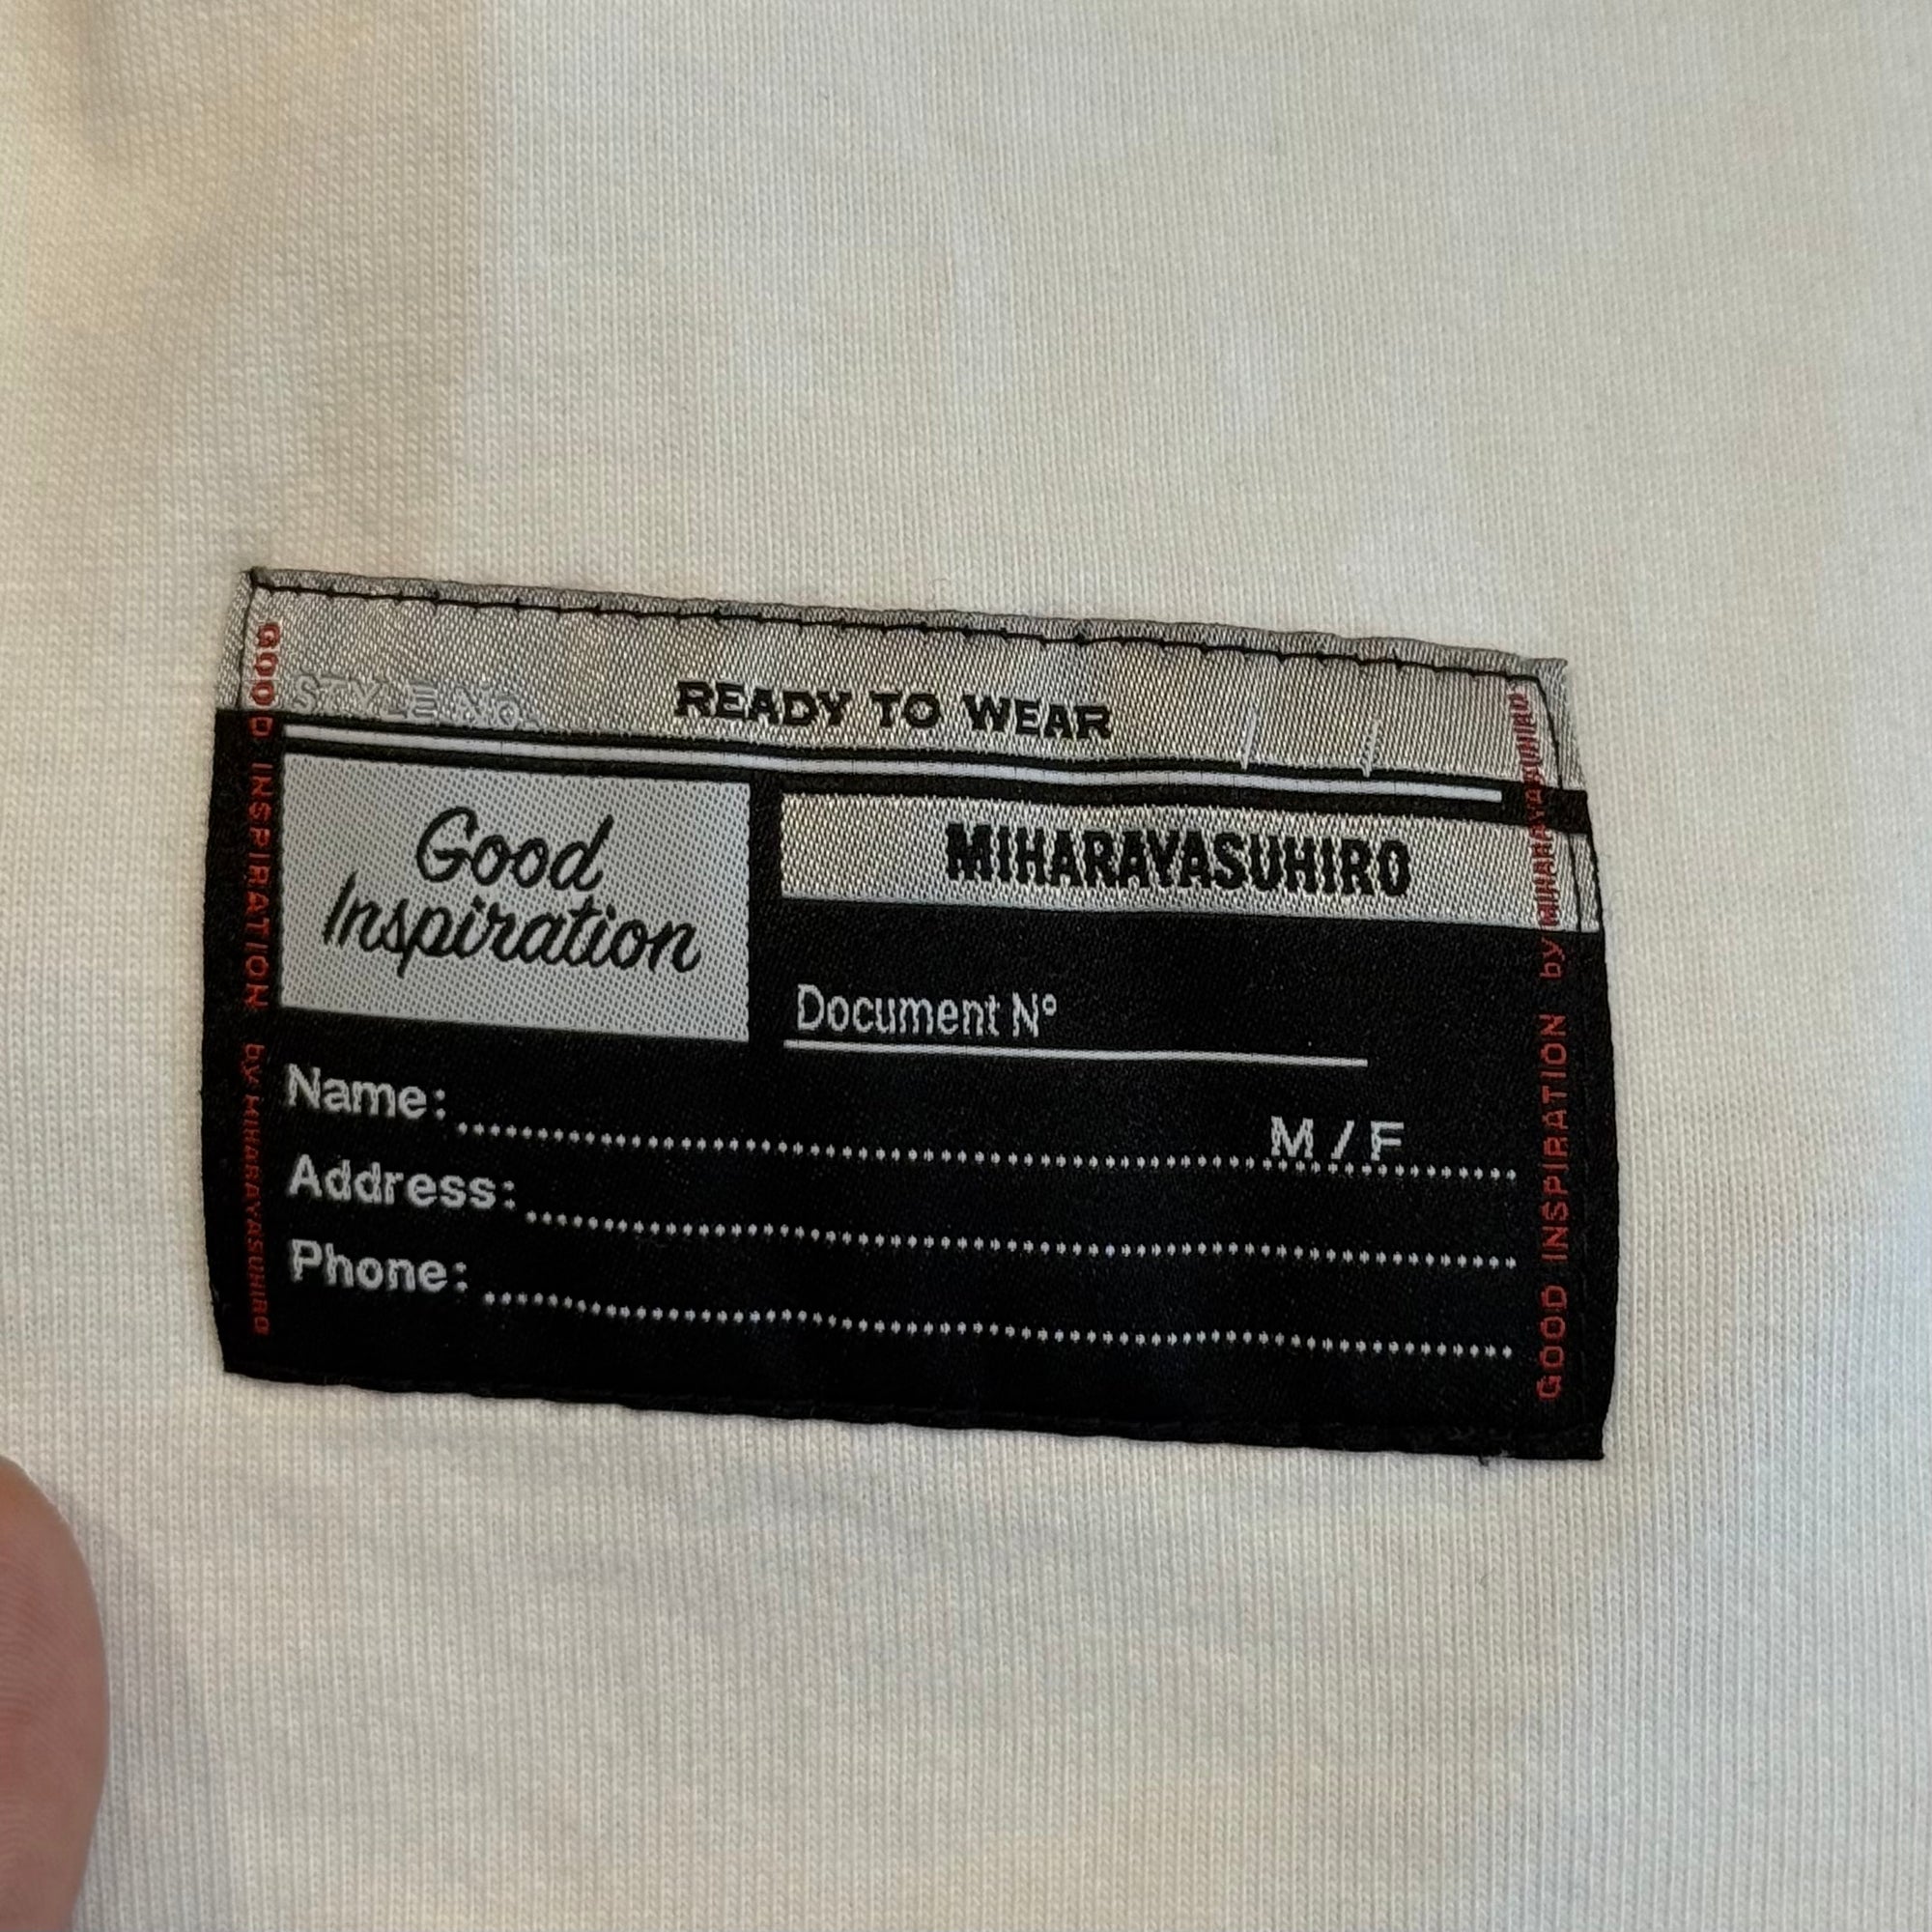 STYLE No.
READY TO WEAR
Good
Inspiration
MIHARAYASUHIRO
Document Nº
Name:
M / F
Address:
Phone:
GOOD INSPIRATION by MIHARAYASUHIRO
GOOD INSPIRATION by MIHARAYASUHIRO